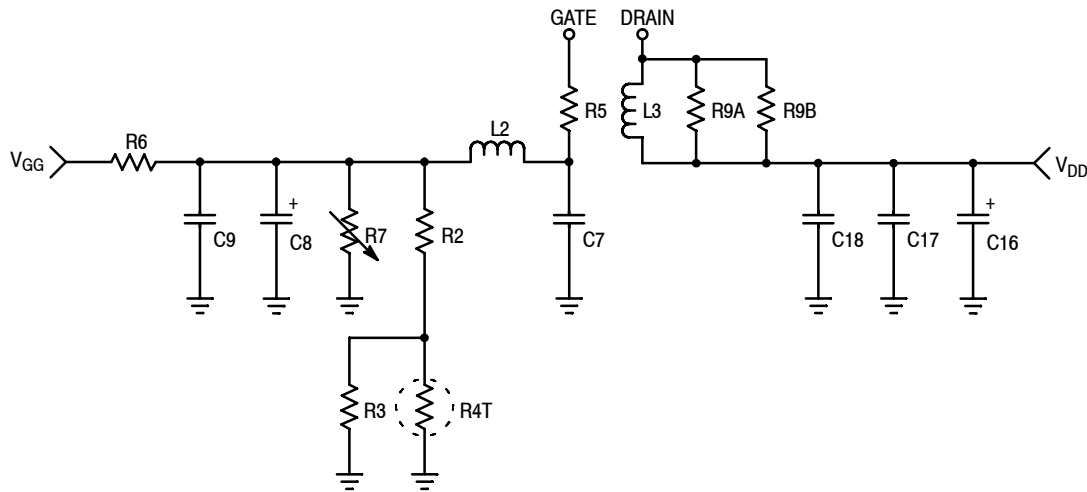 GATE DRAIN
R5 L3 R9A R9B
R6 L2
VGG VDD
+ +
C9 C8 R7 R2 C7 C18 C17 C16
R3 R4T